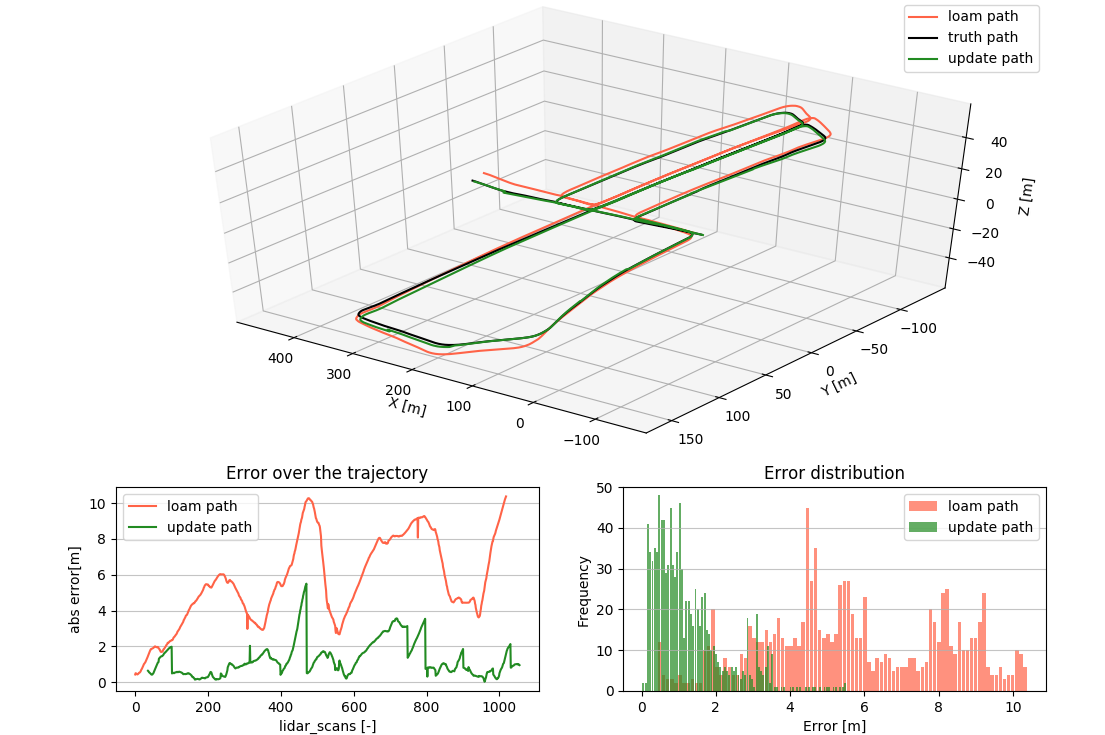 loam path
truth path
update path
40
20
0
−20
−40
Z [m]
400
300
200
100
0
−100
X [m]
−100
−50
0
50
100
150
Y [m]
Error over the trajectory
loam path
update path
10
8
6
4
2
0
abs error[m]
0 200 400 600 800 1000
lidar_scans [-]
Error distribution
loam path
update path
50
40
30
20
10
0
Frequency
0 2 4 6 8 10
Error [m]